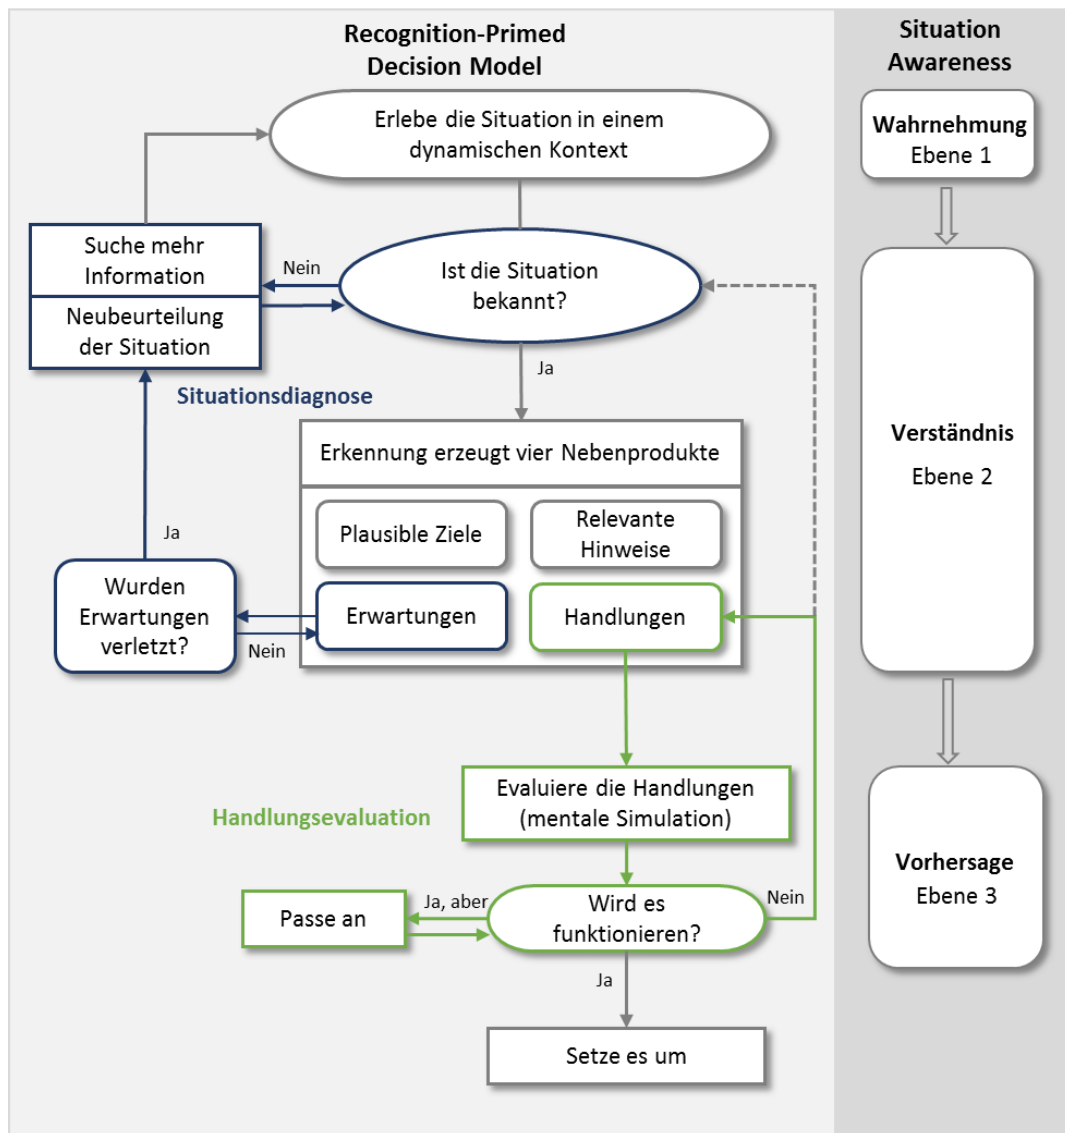 Recognition-Primed
Decision Model
Situation
Awareness
Erlebe die Situation in einem
dynamischen Kontext
Wahrnehmung
Ebene 1
Suche mehr
Information
Nein
Ist die Situation
bekannt?
Neubeurteilung
der Situation
Ja
Situationsdiagnose
Erkennung erzeugt vier Nebenprodukte
Verständnis
Ebene 2
Plausible Ziele
Relevante
Hinweise
Ja
Wurden
Erwartungen
verletzt?
Nein
Erwartungen
Handlungen
Evaluiere die Handlungen
(mentale Simulation)
Handlungsevaluation
Vorhersage
Ebene 3
Passe an
Ja, aber
Wird es
funktionieren?
Nein
Ja
Setze es um